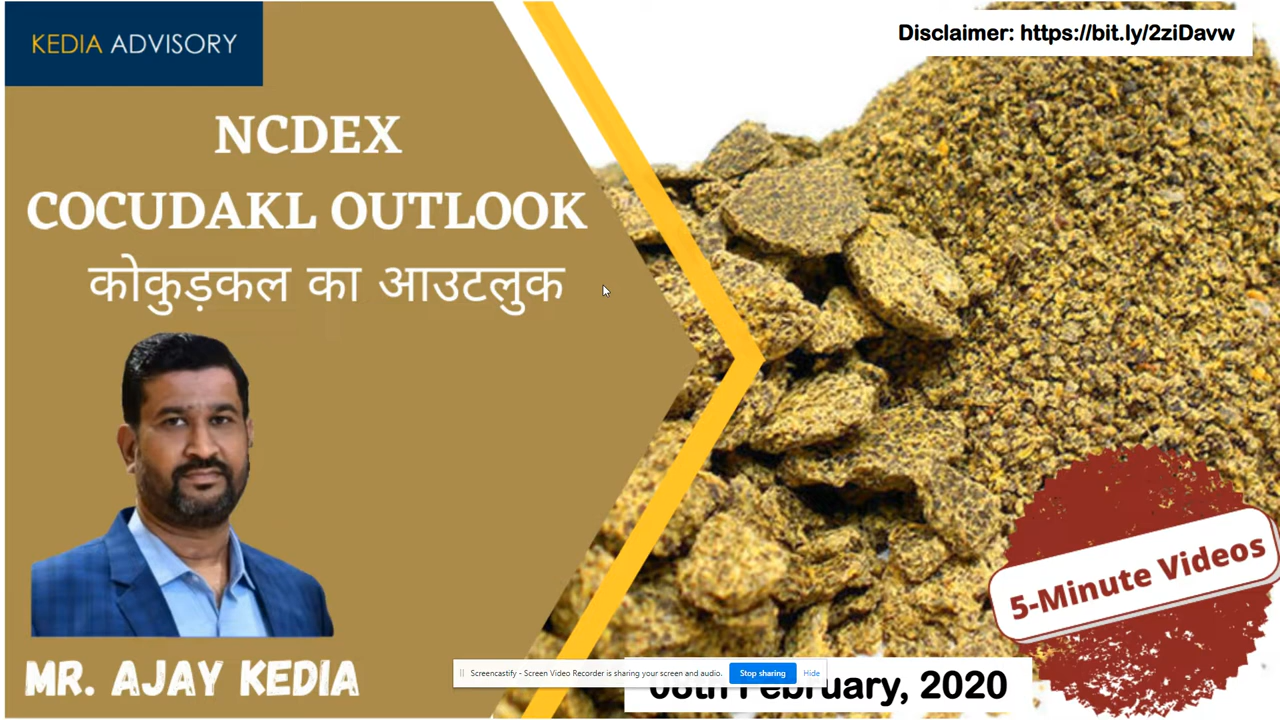 KEDIA ADVISORY
Disclaimer: https://bit.ly/2ziDavw
NCDEX
COCUDAKL OUTLOOK
कोकुड़कल का आउटलुक
5-Minute Videos
MR. AJAY KEDIA
Screencastify - Screen Video Recorder is sharing your screen and audio. Stop sharing Hide
February, 2020